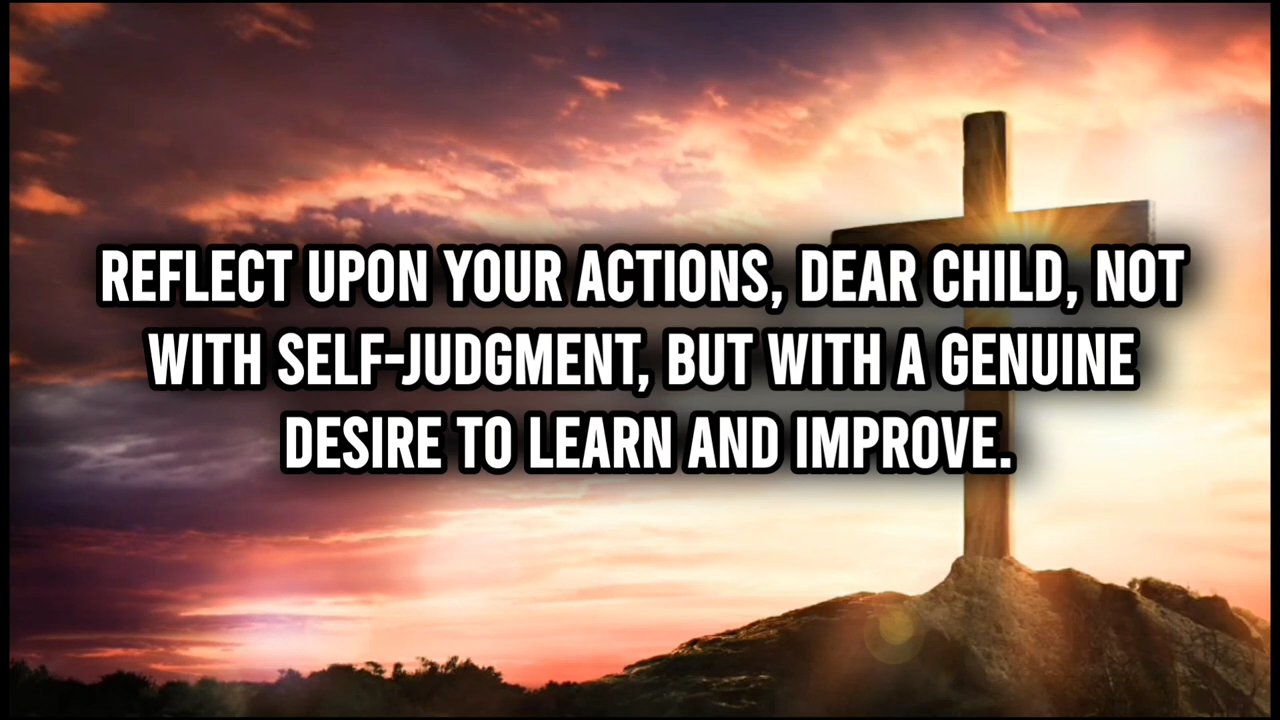 REFLECT UPON YOUR ACTIONS, DEAR CHILD, NOT
WITH SELF-JUDGMENT, BUT WITH A GENUINE
DESIRE TO LEARN AND IMPROVE.